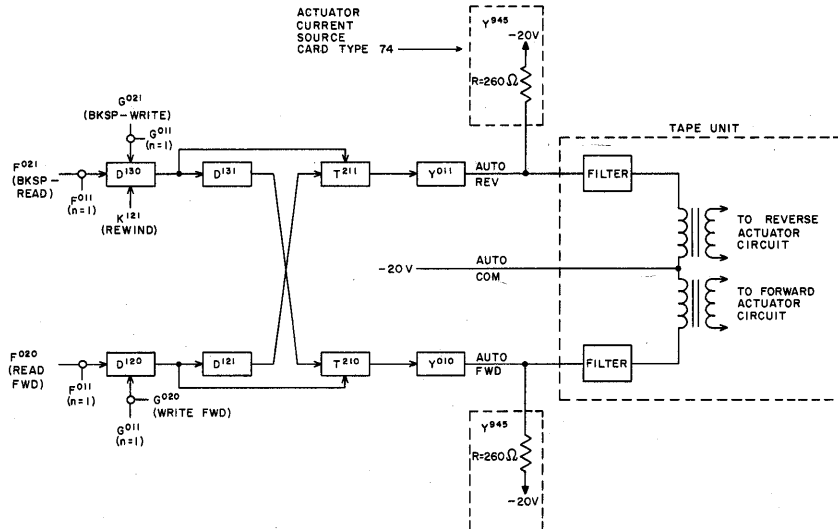 ACTUATOR
CURRENT
SOURCE
CARD TYPE 74
Y945
-20V
R=260Ω
G021
(BKSP-WRITE)
G011
(n=1)
TAPE UNIT
F021
(BKSP-
READ)
F011
(n=1)
D130
K121
(REWIND)
D131
T211
Y011
AUTO
REV
FILTER
TO REVERSE
ACTUATOR
CIRCUIT
-20V
AUTO
COM
TO FORWARD
ACTUATOR
CIRCUIT
F020
(READ
FWD)
F011
(n=1)
D120
G020
(WRITE FWD)
G011
(n=1)
D121
T210
Y010
AUTO
FWD
FILTER
Y945
R=260Ω
-20V